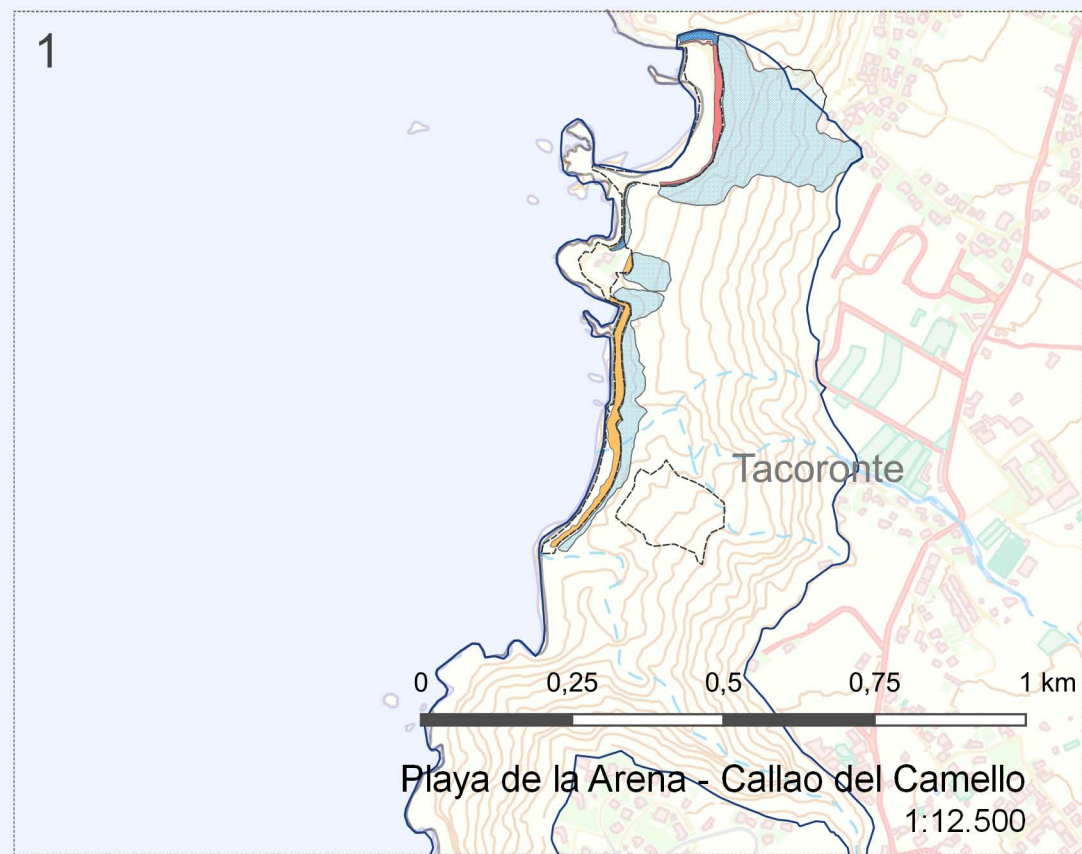 1
Tacoronte
0 0,25 0,5 0,75 1 km
Playa de la Arena - Callao del Camello
1:12.500